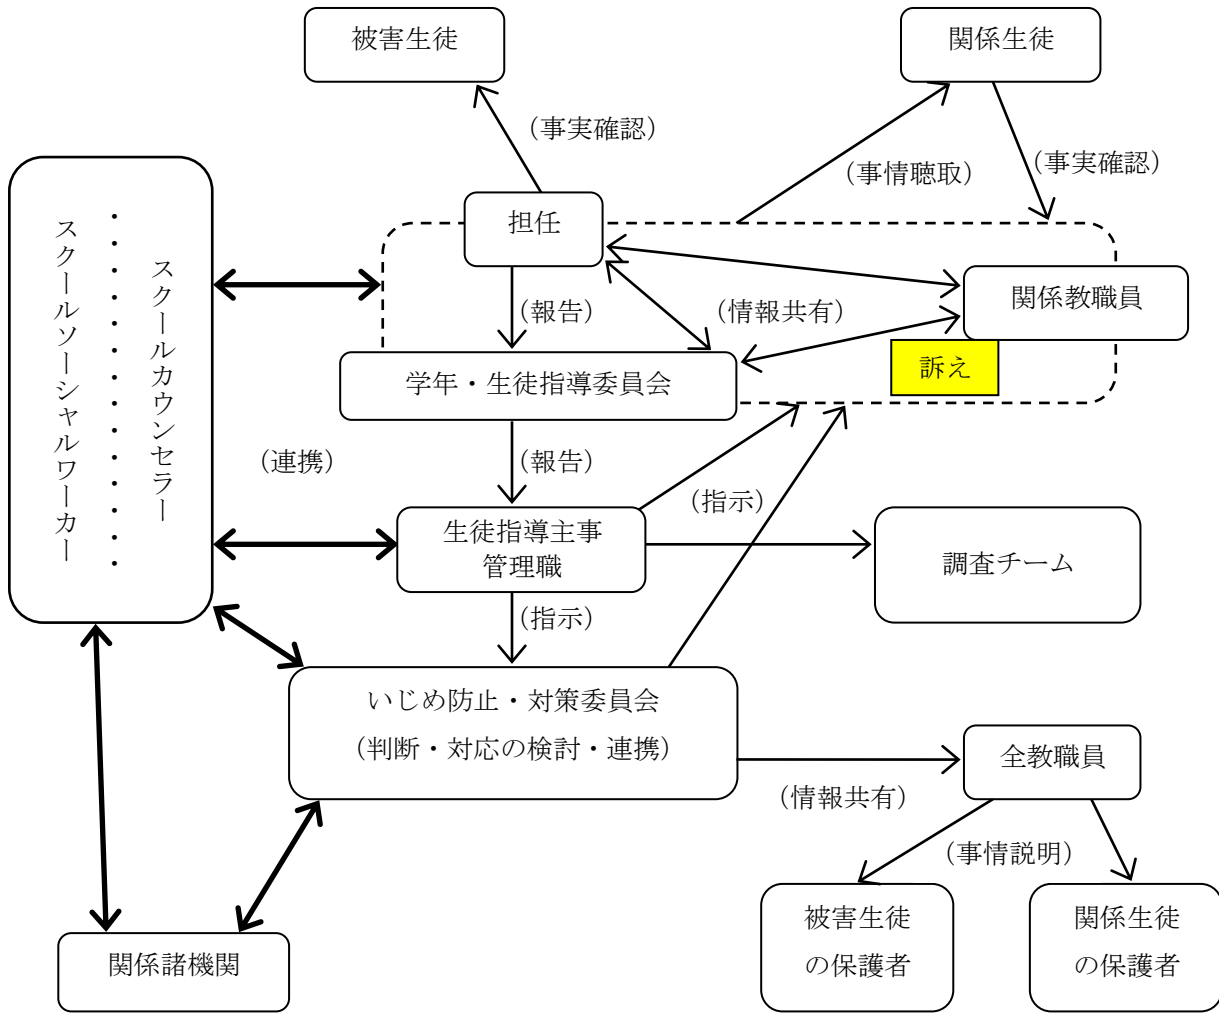 被害生徒
関係生徒
（事実確認）
（事情聴取）
（事実確認）
担任
スクールカウンセラー
・・・・・・・・・・・・・・
スクールソーシャルワーカー
関係教職員
（報告）
（情報共有）
訴え
学年・生徒指導委員会
（連携）
（報告）
（指示）
生徒指導主事
管理職
調査チーム
（指示）
いじめ防止・対策委員会
（判断・対応の検討・連携）
全教職員
（情報共有）
（事情説明）
被害生徒
の保護者
関係生徒
の保護者
関係諸機関